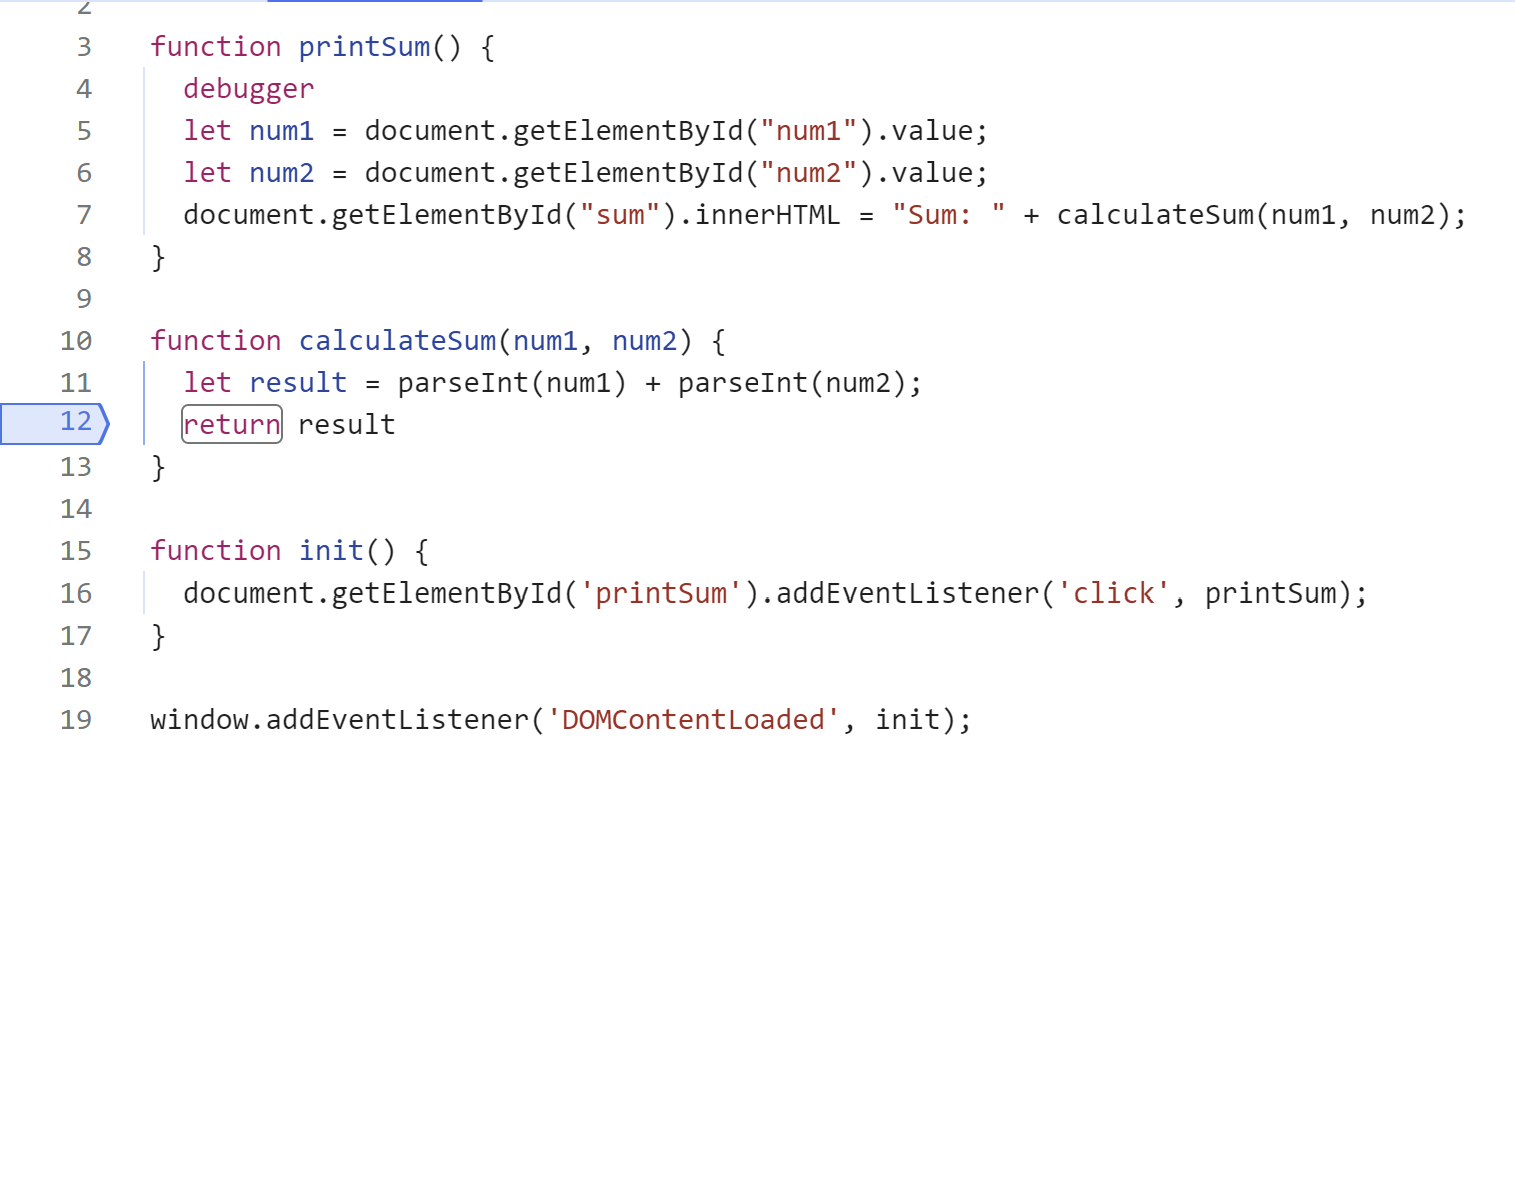 2
3 function printSum() {
4 debugger
5 let num1 = document.getElementById("num1").value;
6 let num2 = document.getElementById("num2").value;
7 document.getElementById("sum").innerHTML = "Sum: " + calculateSum(num1, num2);
8 }
9
10 function calculateSum(num1, num2) {
11 let result = parseInt(num1) + parseInt(num2);
12 return result
13 }
14
15 function init() {
16 document.getElementById('printSum').addEventListener('click', printSum);
17 }
18
19 window.addEventListener('DOMContentLoaded', init);